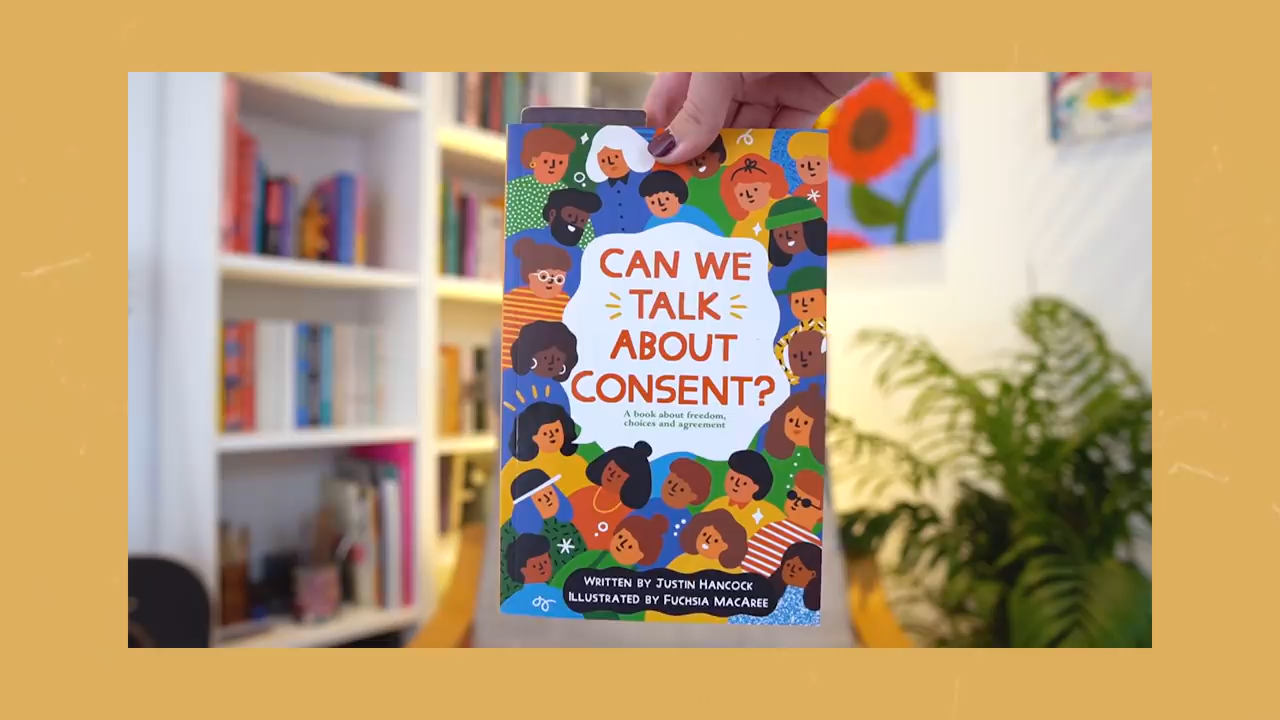 CAN WE
TALK
ABOUT
CONSENT?
A book about freedom,
choices and agreement
WRITTEN BY JUSTIN HANCOCK
ILLUSTRATED BY FUCHSIA MACAREE